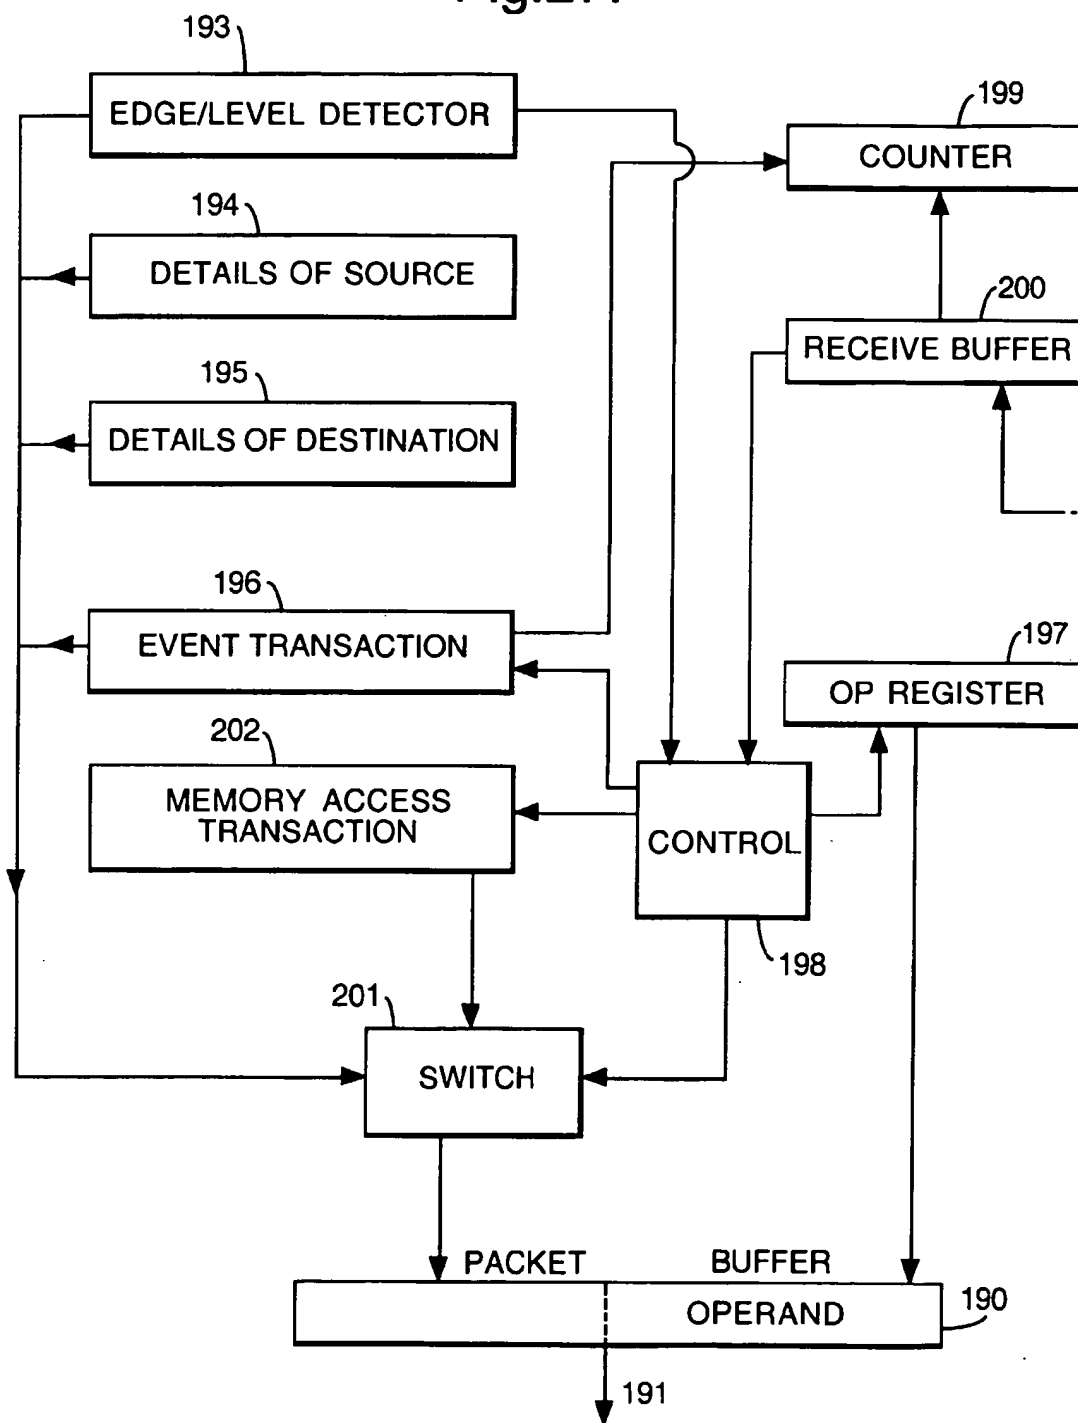 193
EDGE/LEVEL DETECTOR
199
COUNTER
194
DETAILS OF SOURCE
200
RECEIVE BUFFER
195
DETAILS OF DESTINATION
196
EVENT TRANSACTION
197
OP REGISTER
202
MEMORY ACCESS
TRANSACTION
CONTROL
198
201
SWITCH
PACKET BUFFER
OPERAND
190
191